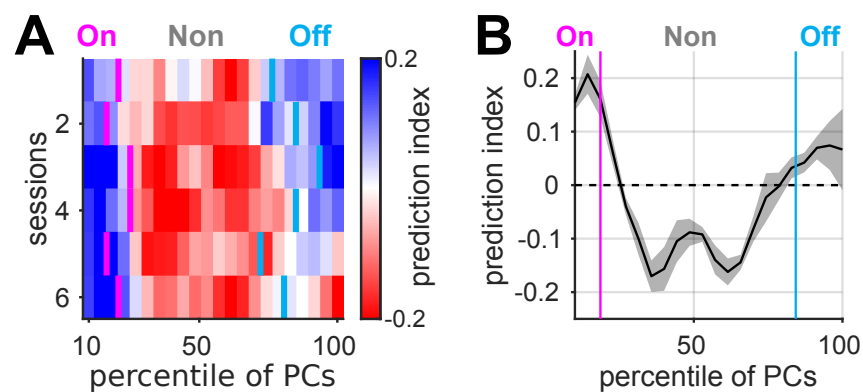 A
On Non Off
2
4
6
sessions
10 50 100
percentile of PCs
0.2
-0.2
prediction index
B
On Non Off
0.2
0.1
0
-0.1
-0.2
prediction index
50 100
percentile of PCs